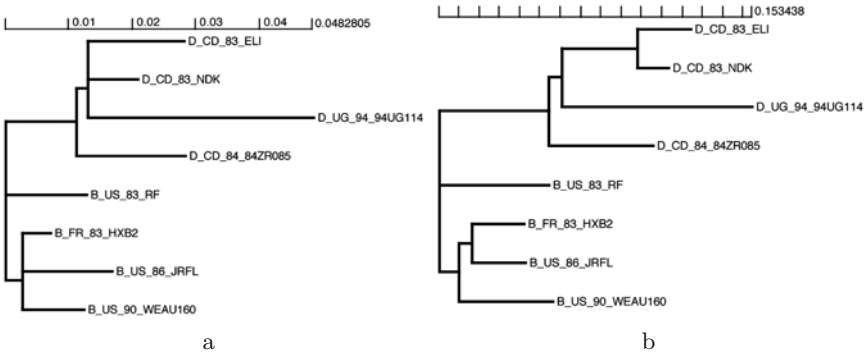 0.01 0.02 0.03 0.04 0.0482805
D_CD_83_ELI
D_CD_83_NDK
D_UG_94_94UG114
D_CD_84_84ZR085
B_US_83_RF
B_FR_83_HXB2
B_US_86_JRFL
B_US_90_WEAU160
a
0.153438
D_CD_83_ELI
D_CD_83_NDK
D_UG_94_94UG114
D_CD_84_84ZR085
B_US_83_RF
B_FR_83_HXB2
B_US_86_JRFL
B_US_90_WEAU160
b